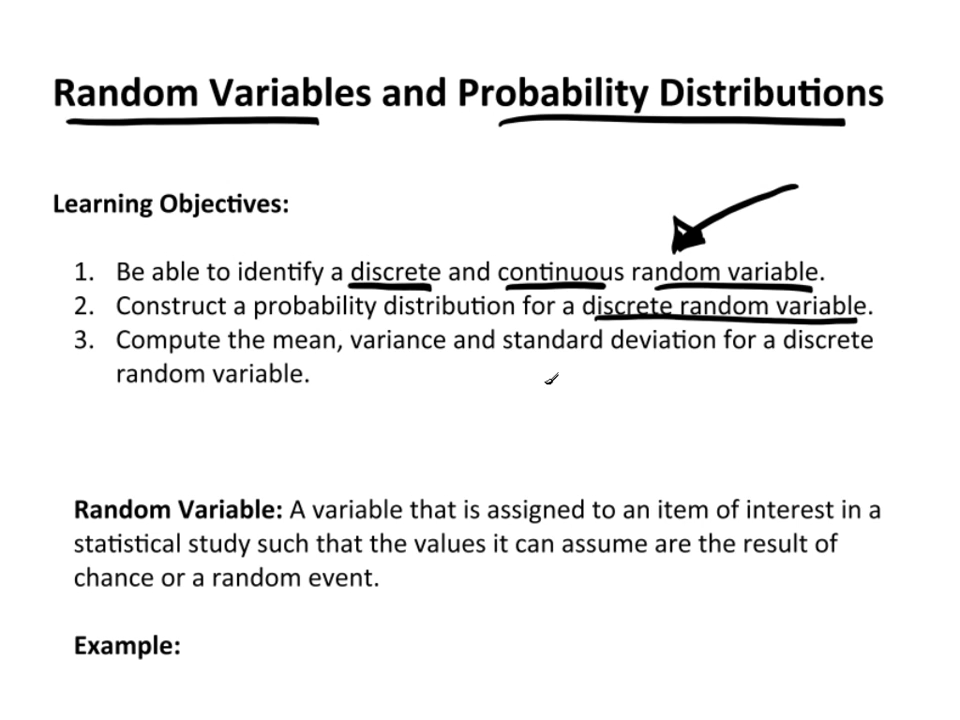 Random Variables and Probability Distributions
Learning Objectives:
1. Be able to identify a discrete and continuous random variable.
2. Construct a probability distribution for a discrete random variable.
3. Compute the mean, variance and standard deviation for a discrete
random variable.
Random Variable: A variable that is assigned to an item of interest in a
statistical study such that the values it can assume are the result of
chance or a random event.
Example: